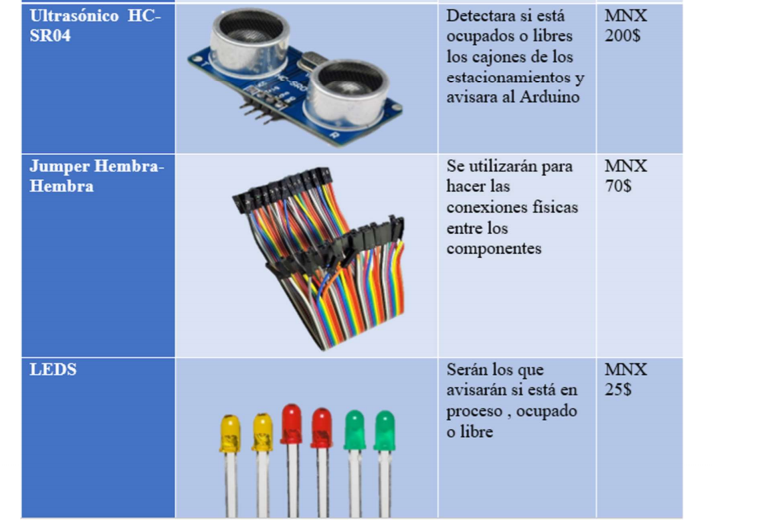 Ultrasónico HC-
SR04
HC-SR04
T
R
Detectara si está
ocupados o libres
los cajones de los
estacionamientos y
avisara al Arduino
MNX
200$
Jumper Hembra-
Hembra
Se utilizarán para
hacer las
conexiones físicas
entre los
componentes
MNX
70$
LEDS
Serán los que
avisarán si está en
proceso , ocupado
o libre
MNX
25$